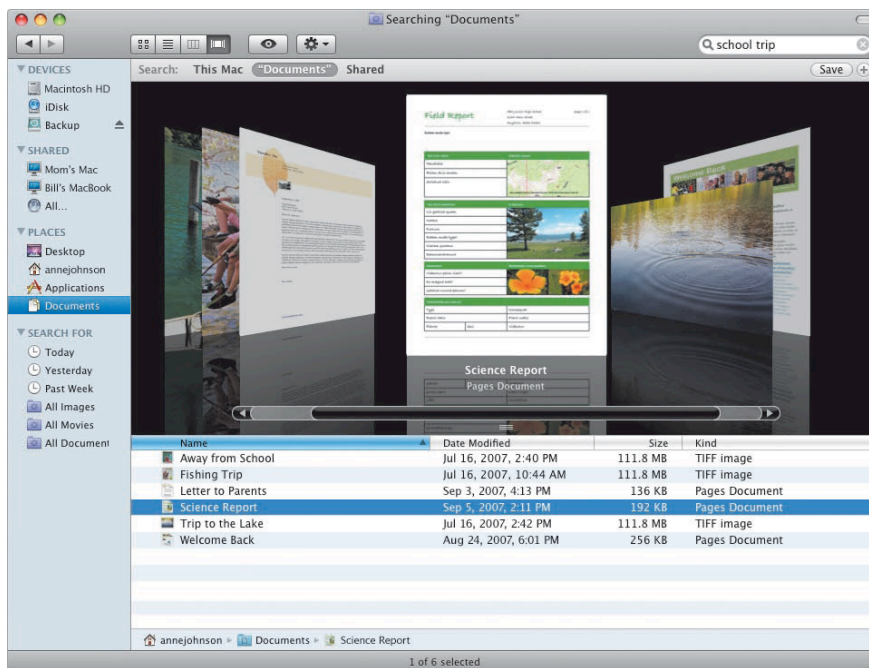 Searching “Documents”
school trip
DEVICES
Macintosh HD
iDisk
Backup
SHARED
Mom's Mac
Bill's MacBook
All...
PLACES
Desktop
annejohnson
Applications
Documents
SEARCH FOR
Today
Yesterday
Past Week
All Images
All Movies
All Document
Search: This Mac “Documents” Shared Save
Field Report
Welcome Back
Science Report
Pages Document
Name Date Modified Size Kind
Away from School Jul 16, 2007, 2:40 PM 111.8 MB TIFF image
Fishing Trip Jul 16, 2007, 10:44 AM 111.8 MB TIFF image
Letter to Parents Sep 3, 2007, 4:13 PM 136 KB Pages Document
Science Report Sep 5, 2007, 2:11 PM 192 KB Pages Document
Trip to the Lake Jul 16, 2007, 2:42 PM 111.8 MB TIFF image
Welcome Back Aug 24, 2007, 6:01 PM 256 KB Pages Document
annejohnson ▸ Documents ▸ Science Report
1 of 6 selected